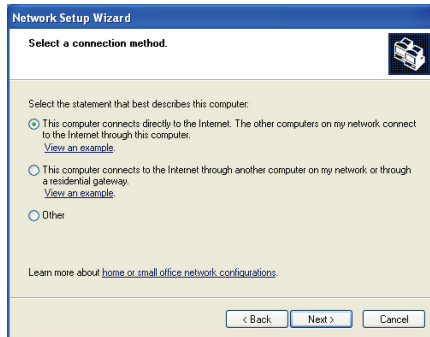 Network Setup Wizard
Select a connection method.
Select the statement that best describes this computer:
This computer connects directly to the Internet. The other computers on my network connect
to the Internet through this computer.
View an example.
This computer connects to the Internet through another computer on my network or through
a residential gateway.
View an example.
Other
Learn more about home or small office network configurations.
< Back
Next >
Cancel